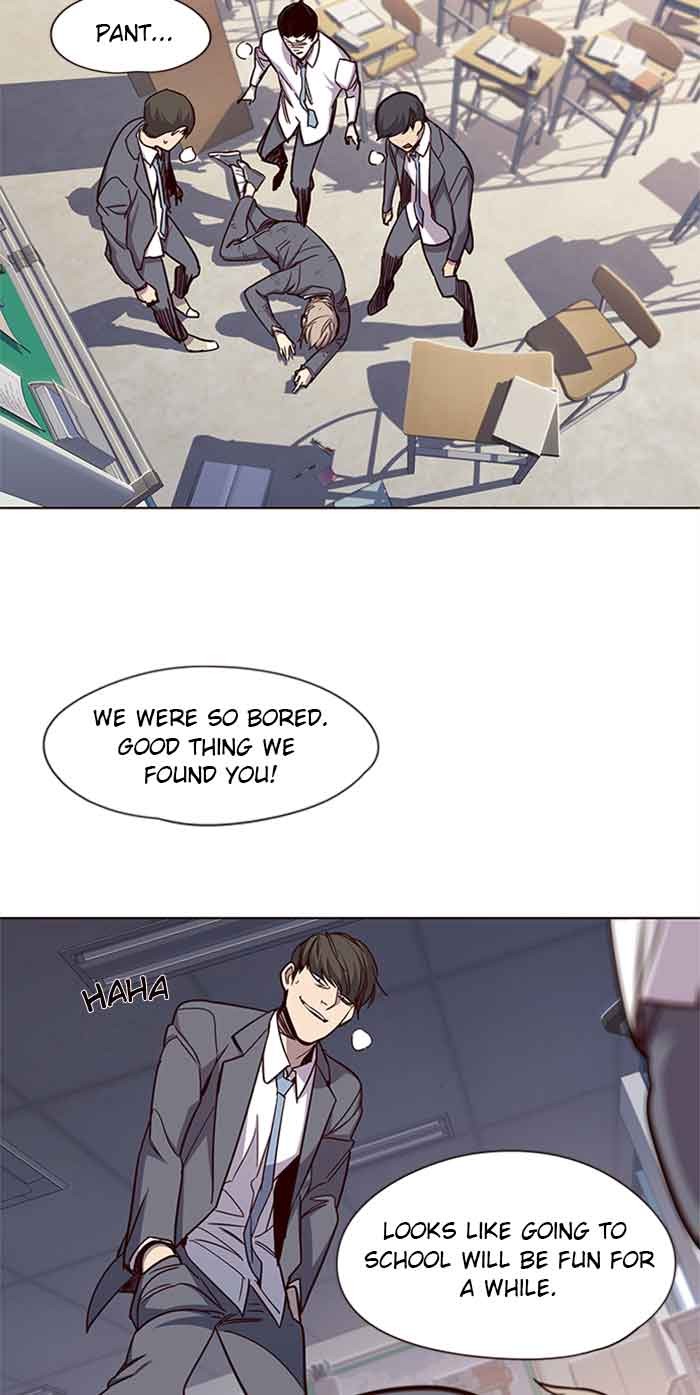 PANT...
WE WERE SO BORED.
GOOD THING WE
FOUND YOU!
HAHA
LOOKS LIKE GOING TO
SCHOOL WILL BE FUN FOR
A WHILE.